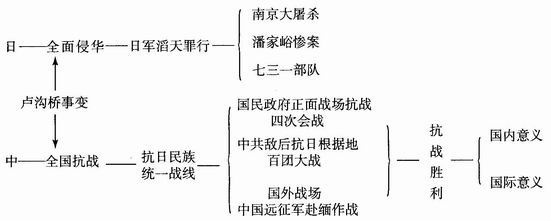 南京大屠杀
日——全面侵华——日军滔天罪行——潘家峪惨案
七三一部队
卢沟桥事变
国民政府正面战场抗战
四次会战
中——全国抗战——抗日民族统一战线
中共敌后抗日根据地
百团大战
国外战场
中国远征军赴缅作战
抗战胜利
国内意义
国际意义